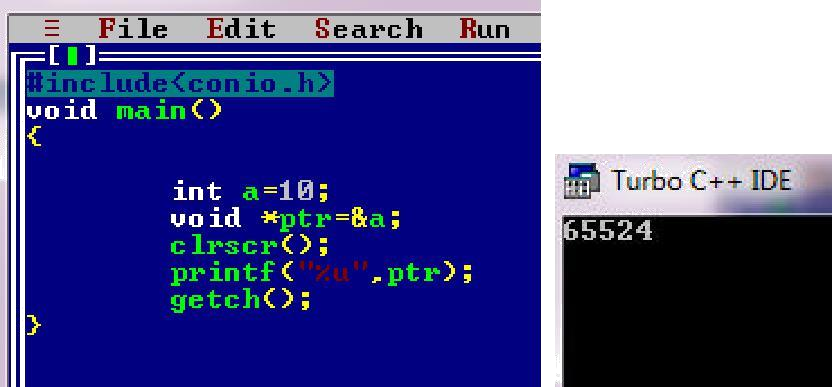 ≡ File Edit Search Run
[▮]
#include<conio.h>
void main()
{
int a=10;
void *ptr=&a;
clrscr();
printf("%u",ptr);
getch();
}
Turbo C++ IDE
65524